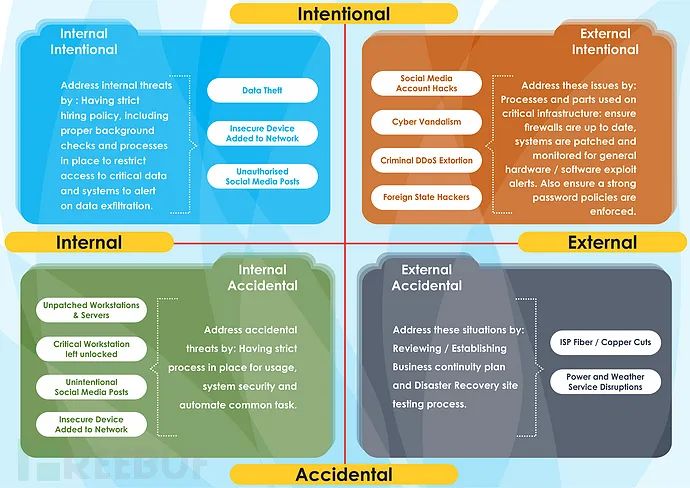 Intentional
Internal
Intentional
Address internal threats
by : Having strict
hiring policy, including
proper background
checks and processes
in place to restrict
access to critical data
and systems to alert
on data exfiltration.
Data Theft
Insecure Device
Added to Network
Unauthorised
Social Media Posts
External
Intentional
Social Media
Account Hacks
Cyber Vandalism
Criminal DDoS Extortion
Foreign State Hackers
Address these issues by:
Processes and parts used on
critical infrastructure: ensure
firewalls are up to date,
systems are patched and
monitored for general
hardware / software exploit
alerts. Also ensure a strong
password policies are
enforced.
Internal
External
Internal
Accidental
Unpatched Workstations
& Servers
Critical Workstation
left unlocked
Unintentional
Social Media Posts
Insecure Device
Added to Network
Address accidental
threats by: Having strict
process in place for usage,
system security and
automate common task.
External
Accidental
Address these situations by:
Reviewing / Establishing
Business continuity plan
and Disaster Recovery site
testing process.
ISP Fiber / Copper Cuts
Power and Weather
Service Disruptions
FREEBUF
Accidental